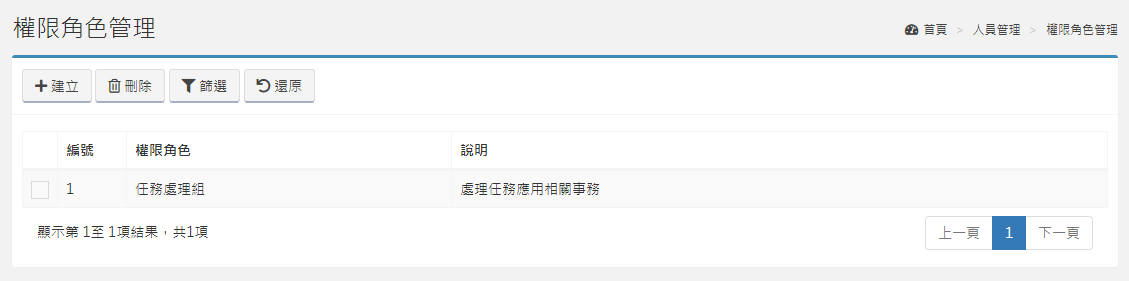 權限角色管理
首頁 > 人員管理 > 權限角色管理
建立 刪除 篩選 還原
編號 權限角色 說明
1 任務處理組 處理任務應用相關事務
顯示第 1至 1項結果，共1項
上一頁 1 下一頁